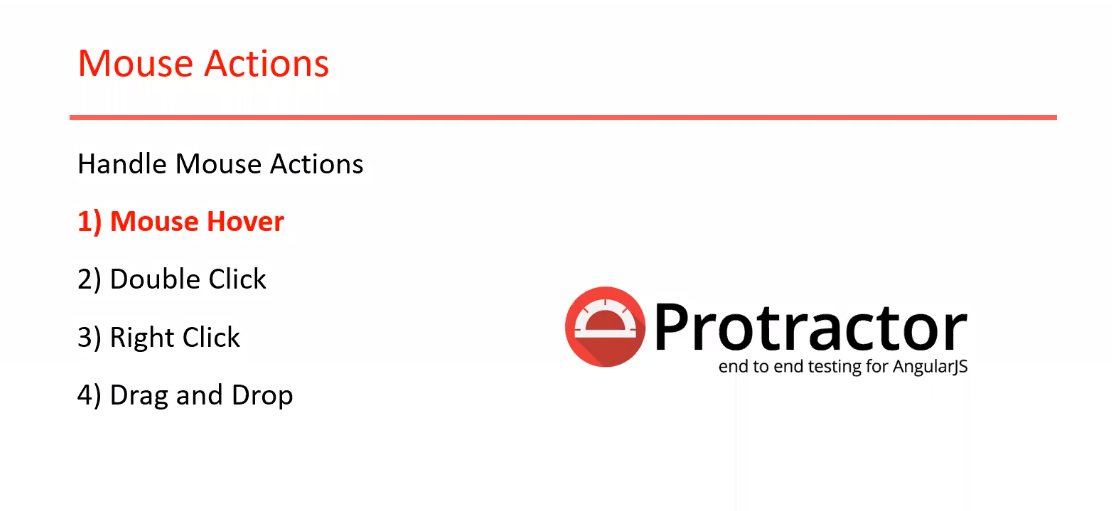 Mouse Actions
Handle Mouse Actions
1) Mouse Hover
2) Double Click
3) Right Click
4) Drag and Drop
Protractor
end to end testing for AngularJS